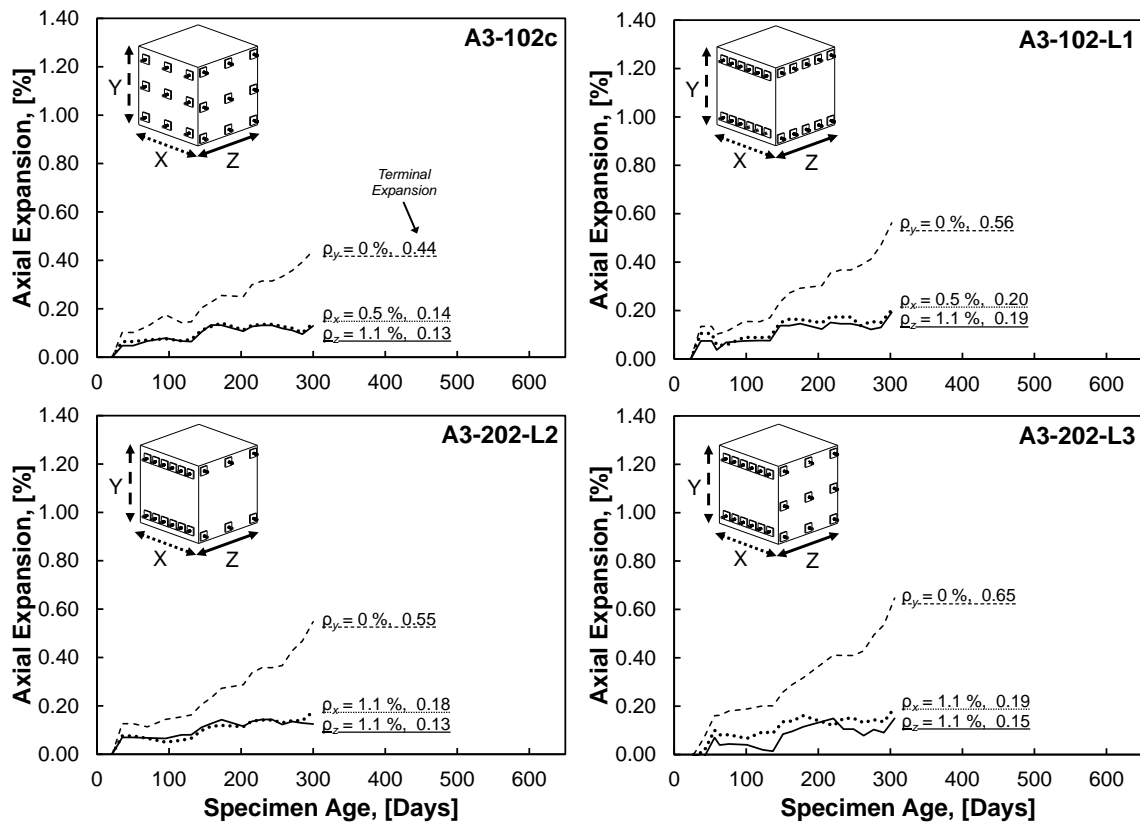 A3-102c
Axial Expansion, [%]
1.40
1.20
1.00
0.80
0.60
0.40
0.20
0.00
Y
X
Z
Terminal
Expansion
ρy = 0 %, 0.44
ρx = 0.5 %, 0.14
ρz = 1.1 %, 0.13
0 100 200 300 400 500 600
A3-102-L1
Axial Expansion, [%]
1.40
1.20
1.00
0.80
0.60
0.40
0.20
0.00
Y
X
Z
ρy = 0 %, 0.56
ρx = 0.5 %, 0.20
ρz = 1.1 %, 0.19
0 100 200 300 400 500 600
A3-202-L2
Axial Expansion, [%]
1.40
1.20
1.00
0.80
0.60
0.40
0.20
0.00
Y
X
Z
ρy = 0 %, 0.55
ρx = 1.1 %, 0.18
ρz = 1.1 %, 0.13
0 100 200 300 400 500 600
Specimen Age, [Days]
A3-202-L3
Axial Expansion, [%]
1.40
1.20
1.00
0.80
0.60
0.40
0.20
0.00
Y
X
Z
ρy = 0 %, 0.65
ρx = 1.1 %, 0.19
ρz = 1.1 %, 0.15
0 100 200 300 400 500 600
Specimen Age, [Days]